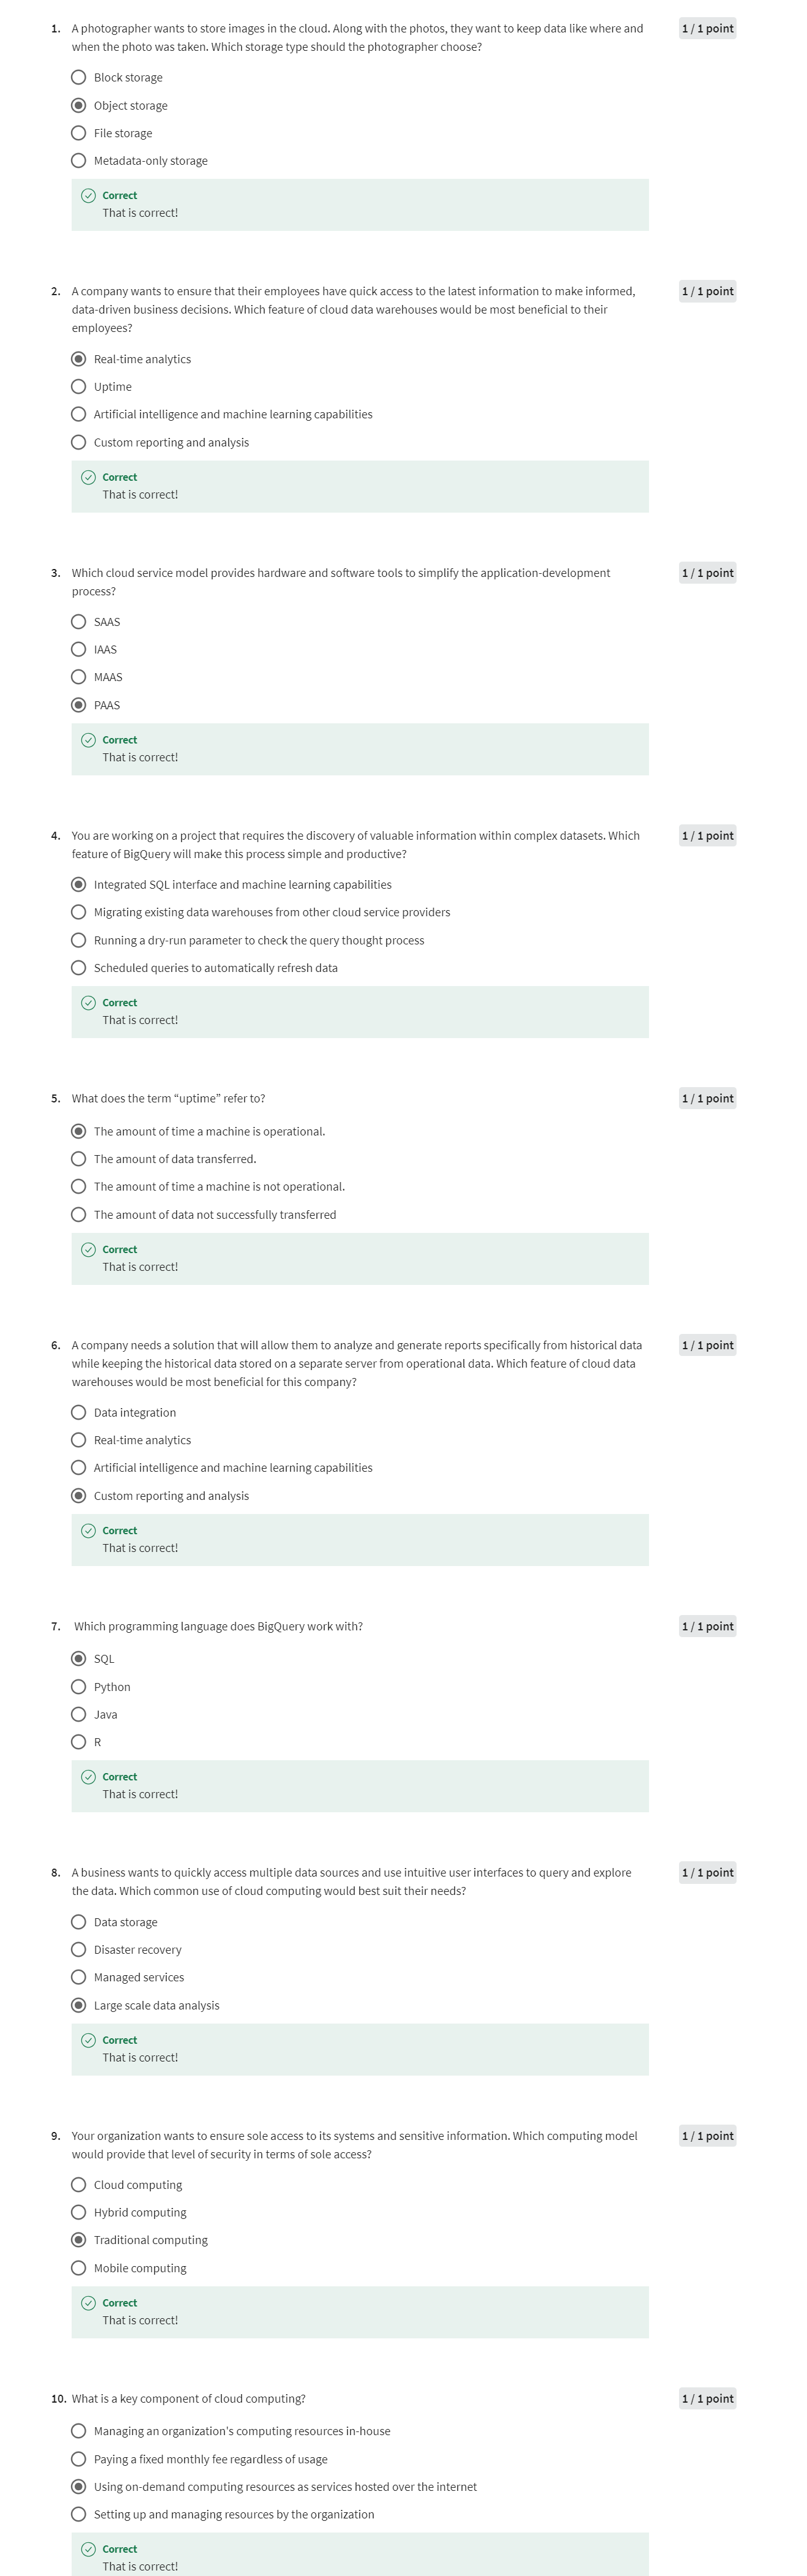 1. A photographer wants to store images in the cloud. Along with the photos, they want to keep data like where and
when the photo was taken. Which storage type should the photographer choose?
1 / 1 point
Block storage
Object storage
File storage
Metadata-only storage
Correct
That is correct!
2. A company wants to ensure that their employees have quick access to the latest information to make informed,
data-driven business decisions. Which feature of cloud data warehouses would be most beneficial to their
employees?
1 / 1 point
Real-time analytics
Uptime
Artificial intelligence and machine learning capabilities
Custom reporting and analysis
Correct
That is correct!
3. Which cloud service model provides hardware and software tools to simplify the application-development
process?
1 / 1 point
SAAS
IAAS
MAAS
PAAS
Correct
That is correct!
4. You are working on a project that requires the discovery of valuable information within complex datasets. Which
feature of BigQuery will make this process simple and productive?
1 / 1 point
Integrated SQL interface and machine learning capabilities
Migrating existing data warehouses from other cloud service providers
Running a dry-run parameter to check the query thought process
Scheduled queries to automatically refresh data
Correct
That is correct!
5. What does the term “uptime” refer to?
1 / 1 point
The amount of time a machine is operational.
The amount of data transferred.
The amount of time a machine is not operational.
The amount of data not successfully transferred
Correct
That is correct!
6. A company needs a solution that will allow them to analyze and generate reports specifically from historical data
while keeping the historical data stored on a separate server from operational data. Which feature of cloud data
warehouses would be most beneficial for this company?
1 / 1 point
Data integration
Real-time analytics
Artificial intelligence and machine learning capabilities
Custom reporting and analysis
Correct
That is correct!
7. Which programming language does BigQuery work with?
1 / 1 point
SQL
Python
Java
R
Correct
That is correct!
8. A business wants to quickly access multiple data sources and use intuitive user interfaces to query and explore
the data. Which common use of cloud computing would best suit their needs?
1 / 1 point
Data storage
Disaster recovery
Managed services
Large scale data analysis
Correct
That is correct!
9. Your organization wants to ensure sole access to its systems and sensitive information. Which computing model
would provide that level of security in terms of sole access?
1 / 1 point
Cloud computing
Hybrid computing
Traditional computing
Mobile computing
Correct
That is correct!
10. What is a key component of cloud computing?
1 / 1 point
Managing an organization's computing resources in-house
Paying a fixed monthly fee regardless of usage
Using on-demand computing resources as services hosted over the internet
Setting up and managing resources by the organization
Correct
That is correct!